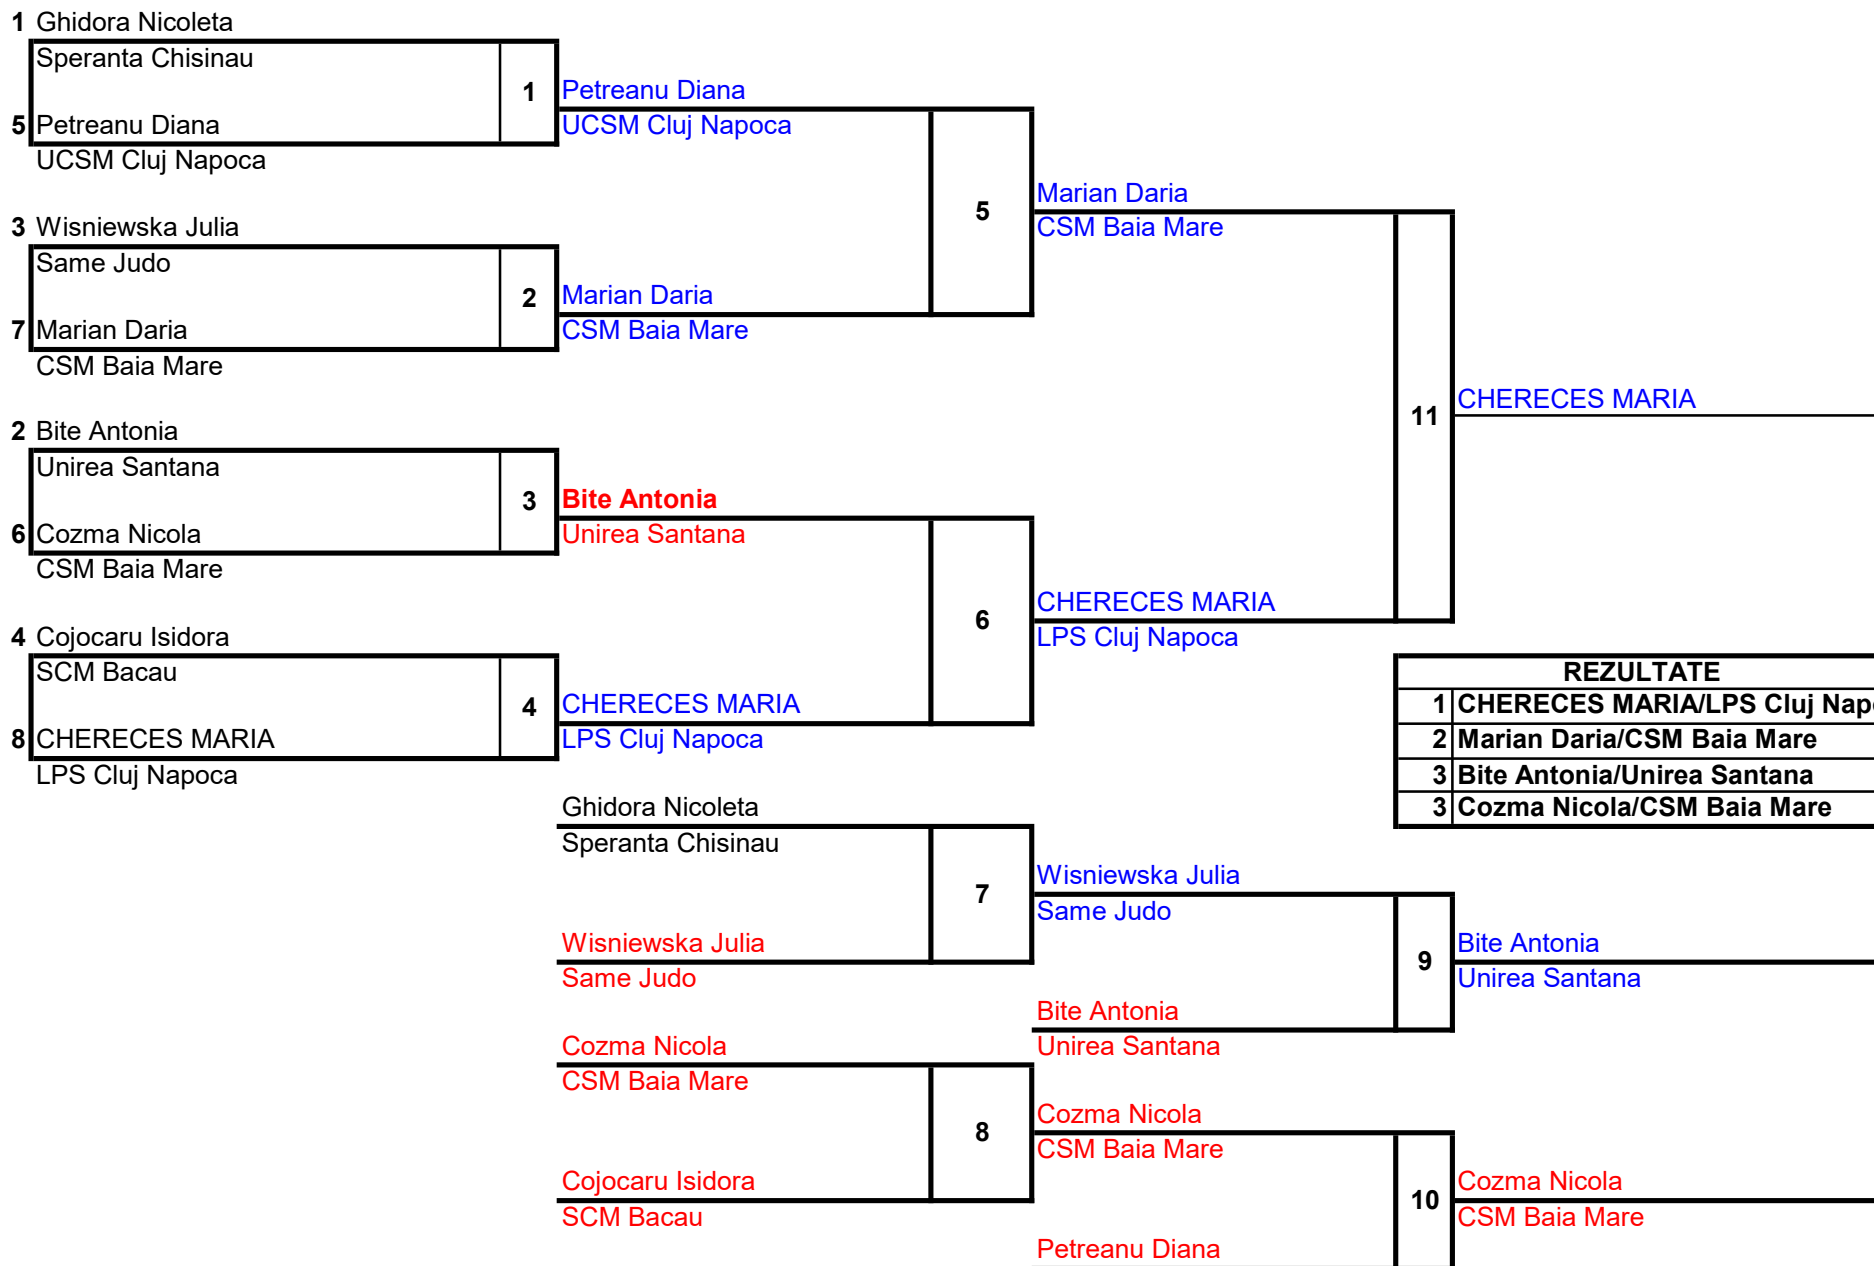 1 Ghidora Nicoleta
Speranta Chisinau
1 Petreanu Diana
5 Petreanu Diana
UCSM Cluj Napoca
UCSM Cluj Napoca
3 Wisniewska Julia
Same Judo
2 Marian Daria
7 Marian Daria
CSM Baia Mare
CSM Baia Mare
5 Marian Daria
CSM Baia Mare
2 Bite Antonia
Unirea Santana
3 Bite Antonia
6 Cozma Nicola
Unirea Santana
CSM Baia Mare
4 Cojocaru Isidora
SCM Bacau
4 CHERECES MARIA
8 CHERECES MARIA
LPS Cluj Napoca
LPS Cluj Napoca
6 CHERECES MARIA
LPS Cluj Napoca
11 CHERECES MARIA
REZULTATE
1 CHERECES MARIA/LPS Cluj
2 Marian Daria/CSM Baia Mare
3 Bite Antonia/Unirea Santana
3 Cozma Nicola/CSM Baia Mare
Ghidora Nicoleta
Speranta Chisinau
7 Wisniewska Julia
Same Judo
Wisniewska Julia
Same Judo
9 Bite Antonia
Unirea Santana
Bite Antonia
Unirea Santana
Cozma Nicola
CSM Baia Mare
8 Cozma Nicola
CSM Baia Mare
Cojocaru Isidora
SCM Bacau
10 Cozma Nicola
CSM Baia Mare
Petreanu Diana